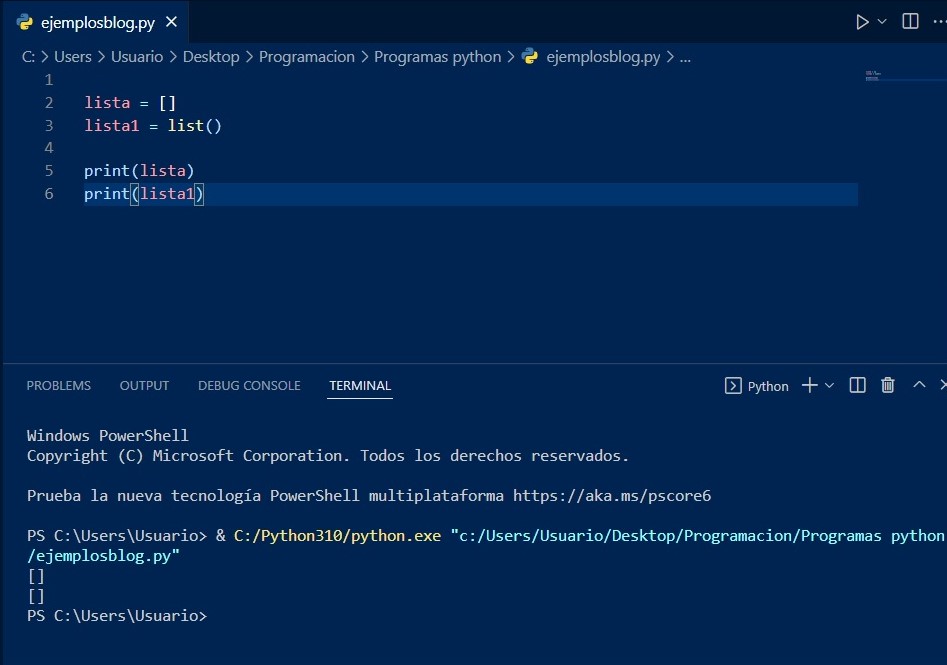 ejemplosblog.py
C: > Users > Usuario > Desktop > Programacion > Programas python > ejemplosblog.py > ...
1
2 lista = []
3 lista1 = list()
4
5 print(lista)
6 print(lista1)
PROBLEMS OUTPUT DEBUG CONSOLE TERMINAL Python
Windows PowerShell
Copyright (C) Microsoft Corporation. Todos los derechos reservados.
Prueba la nueva tecnología PowerShell multiplataforma https://aka.ms/pscore6
PS C:\Users\Usuario> & C:/Python310/python.exe "c:/Users/Usuario/Desktop/Programacion/Programas python
/ejemplosblog.py"
[]
[]
PS C:\Users\Usuario>